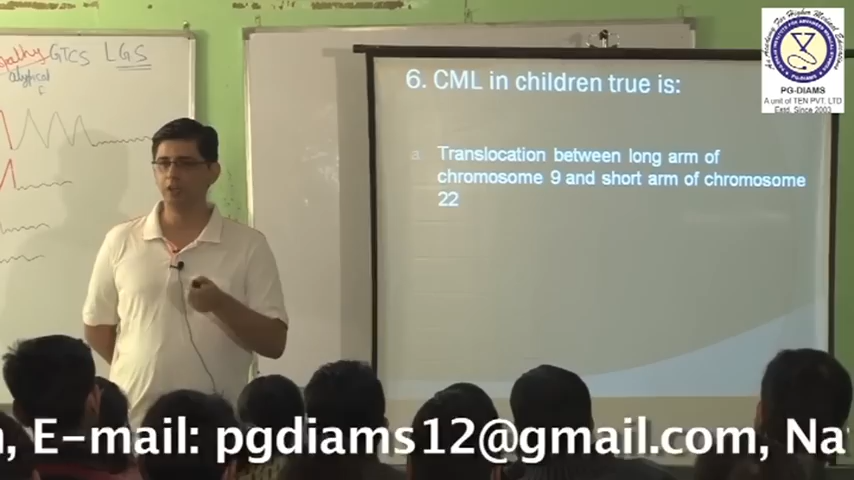 GTCS LGS
atypical
6. CML in children true is:
a Translocation between long arm of
chromosome 9 and short arm of chromosome
22
PG-DIAMS
A unit of TEN PVT. LTD
Estd. Since 2003
, E-mail: pgdiams12@gmail.com, Na